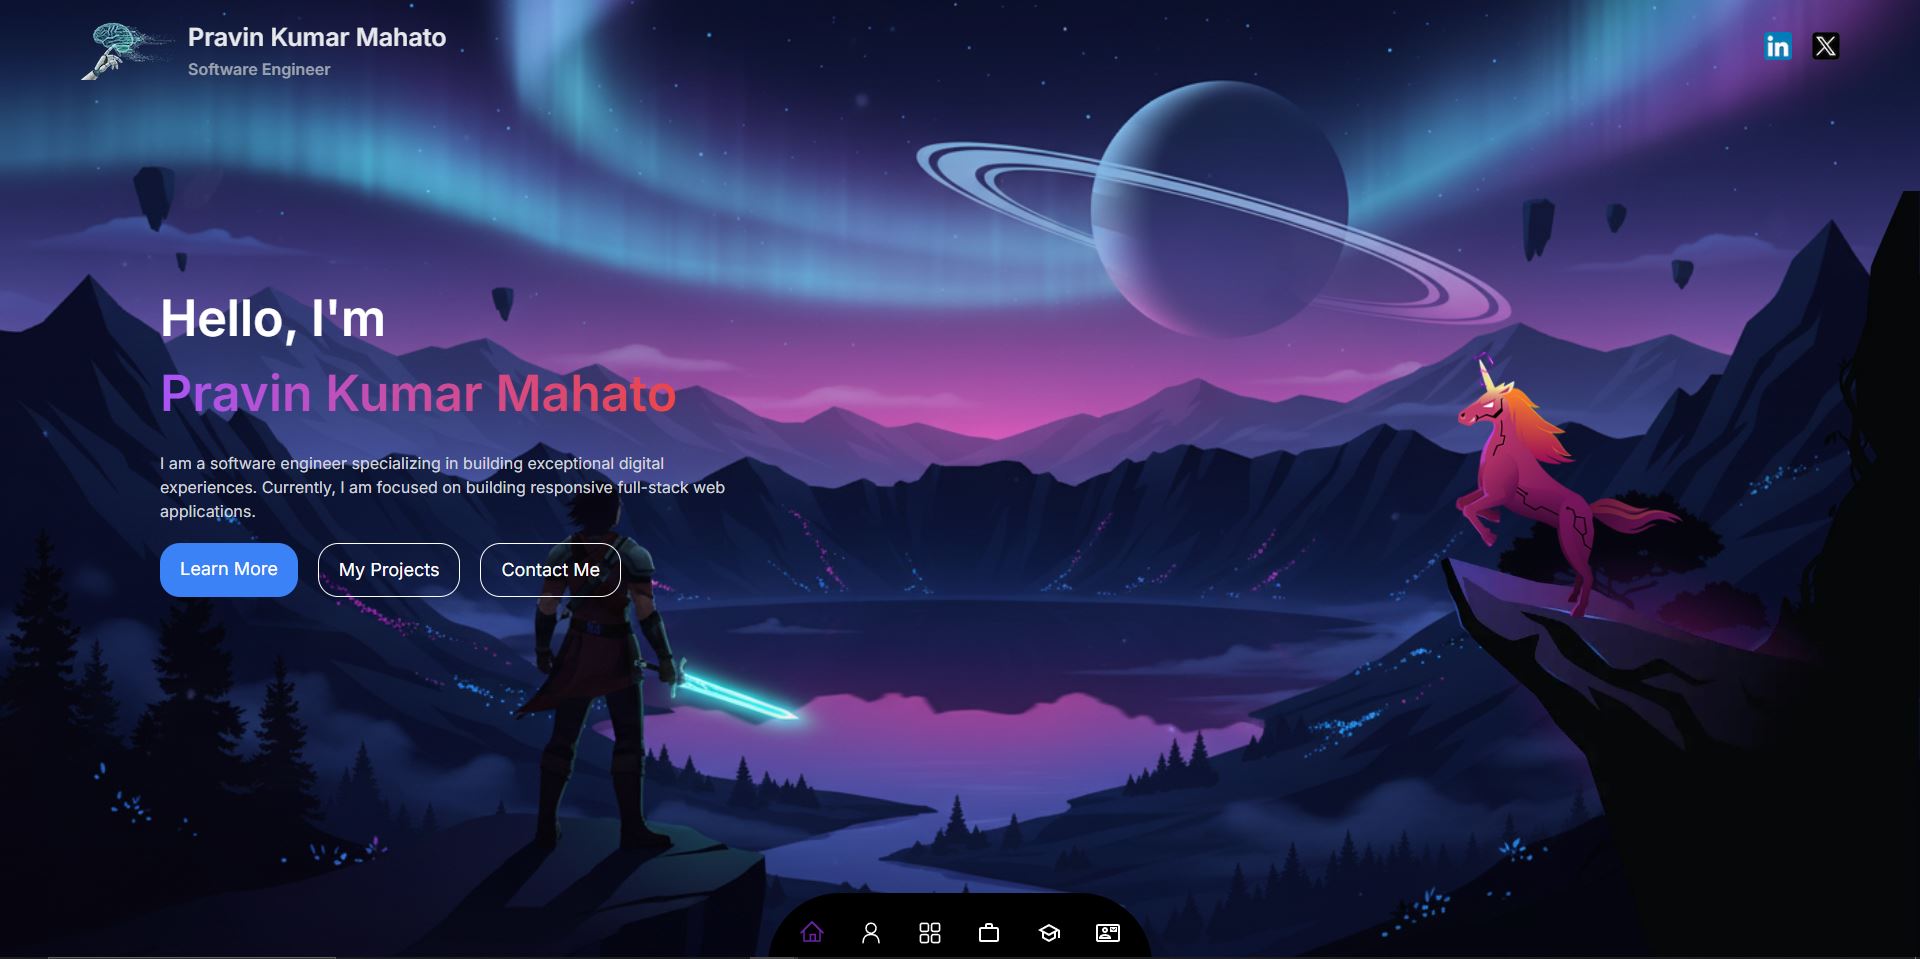 Pravin Kumar Mahato
Software Engineer
in
X
Hello, I'm
Pravin Kumar Mahato
I am a software engineer specializing in building exceptional digital
experiences. Currently, I am focused on building responsive full-stack web
applications.
Learn More
My Projects
Contact Me